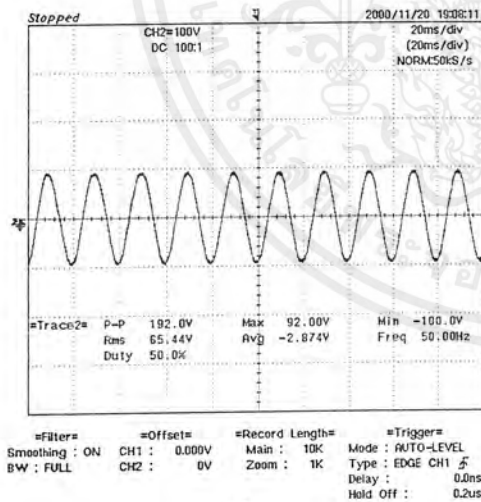 Stopped 2000/11/20 19:08:11
CH2=100V 20ms/div
DC 100:1 (20ms/div)
NORM:50kS/s
=Trace2= P-P 192.0V Max 92.00V Min -100.0V
Rms 65.44V Avg -2.874V Freq 50.00Hz
Duty 50.0%
=Filter= =Offset= =Record Length= =Trigger=
Smoothing : ON CH1 : 0.000V Main : 10K Mode : AUTO-LEVEL
BW : FULL CH2 : 0V Zoom : 1K Type : EDGE CH1
Delay : 0.0ns
Hold Off : 0.2us